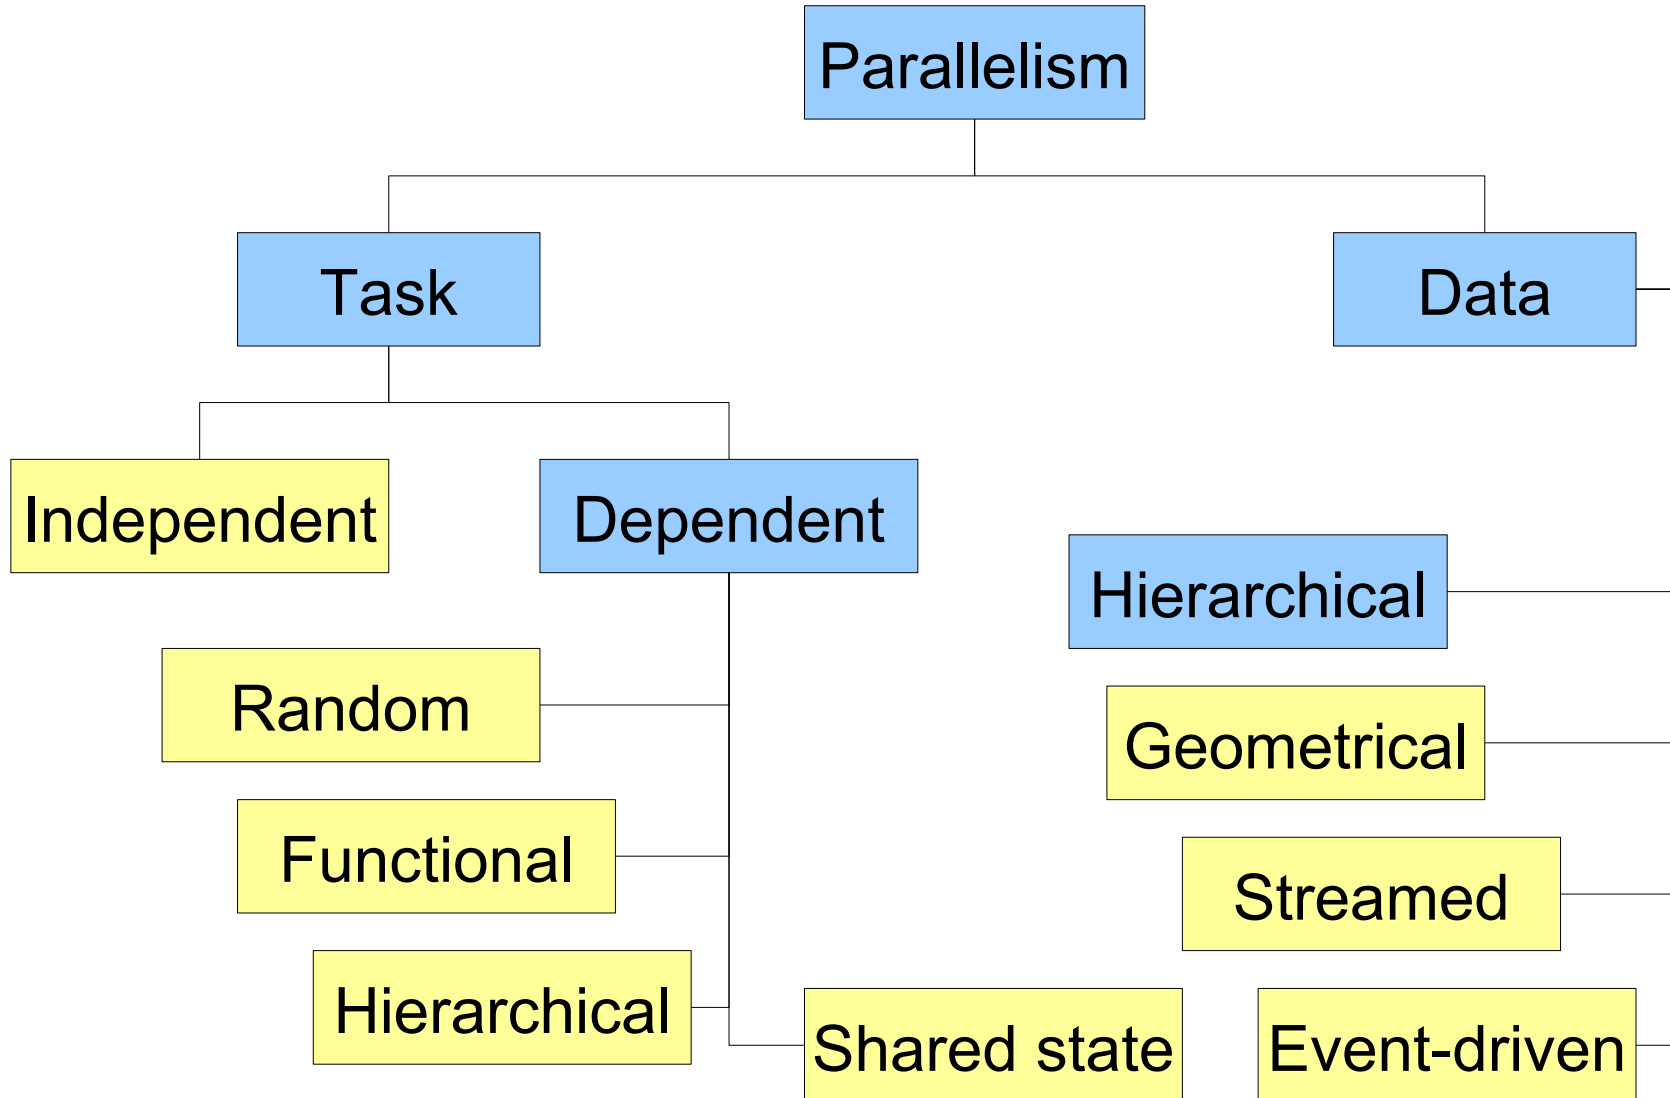 Parallelism
Task
Data
Independent
Dependent
Hierarchical
Random
Geometrical
Functional
Streamed
Hierarchical
Shared state
Event-driven